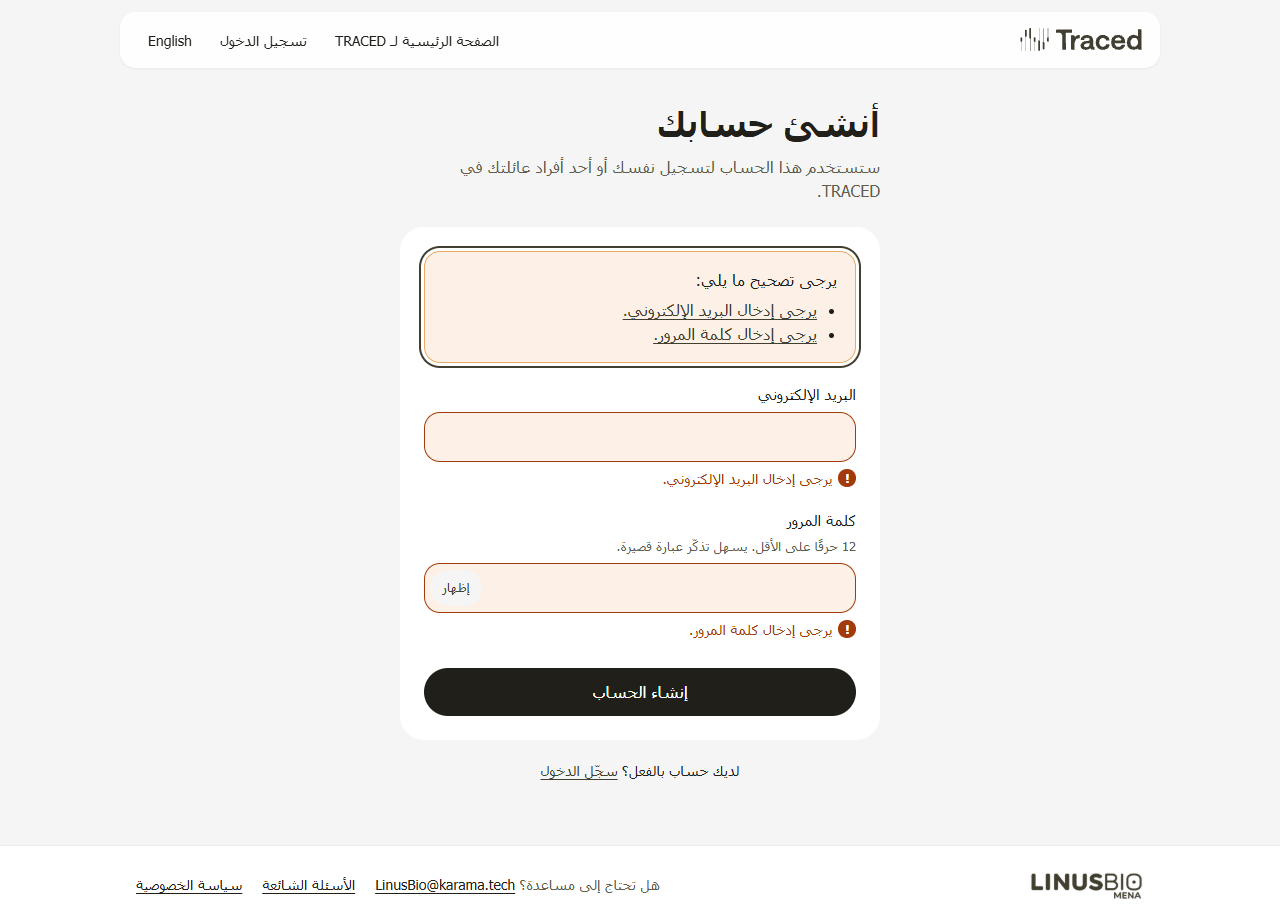 Traced
الصفحة الرئيسية لـ TRACED
تسجيل الدخول
English
أنشئ حسابك
ستستخدم هذا الحساب لتسجيل نفسك أو أحد أفراد عائلتك في
TRACED.
يرجى تصحيح ما يلي:
يرجى إدخال البريد الإلكتروني.
يرجى إدخال كلمة المرور.
البريد الإلكتروني
يرجى إدخال البريد الإلكتروني.
كلمة المرور
12 حرفًا على الأقل. يسهل تذكّر عبارة قصيرة.
إظهار
يرجى إدخال كلمة المرور.
إنشاء الحساب
لديك حساب بالفعل؟ سجّل الدخول
LINUSBIO
MENA
هل تحتاج إلى مساعدة؟ LinusBio@karama.tech
الأسئلة الشائعة
سياسة الخصوصية